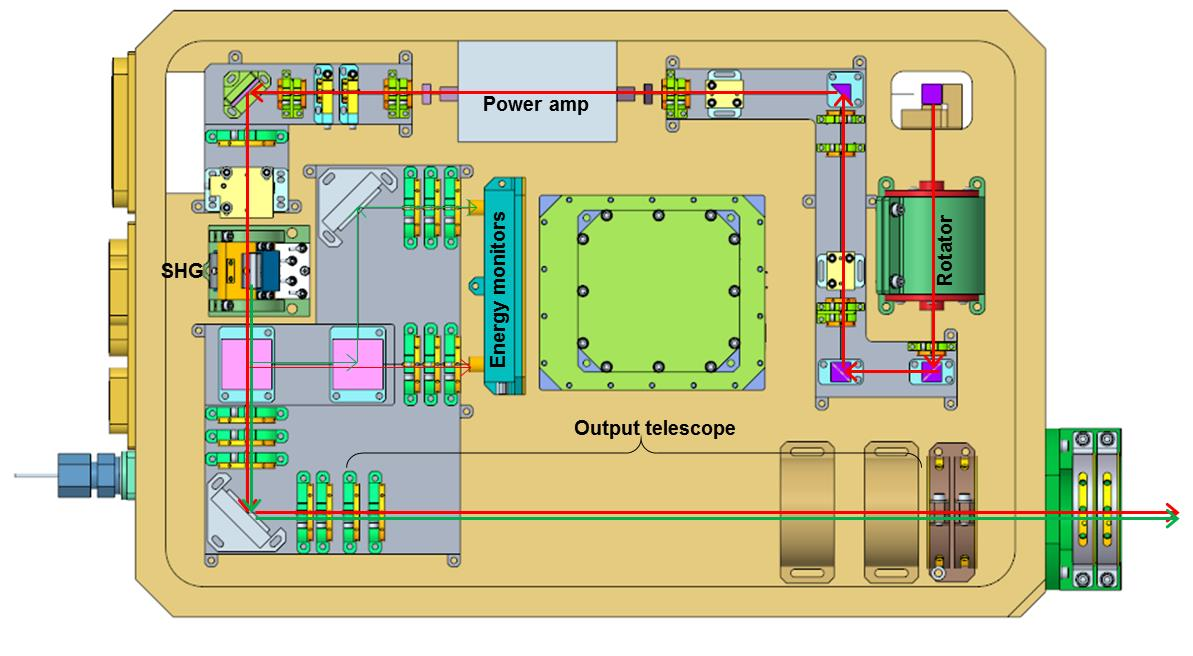 Power amp
Rotator
SHG
Energy monitors
Output telescope